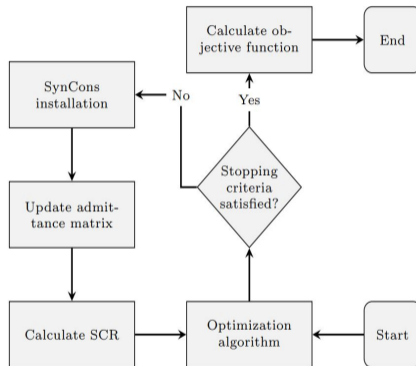 Calculate ob-
jective function
End
SynCons
installation
No
Yes
Stopping
criteria
satisfied?
Update admit-
tance matrix
Calculate SCR
Optimization
algorithm
Start